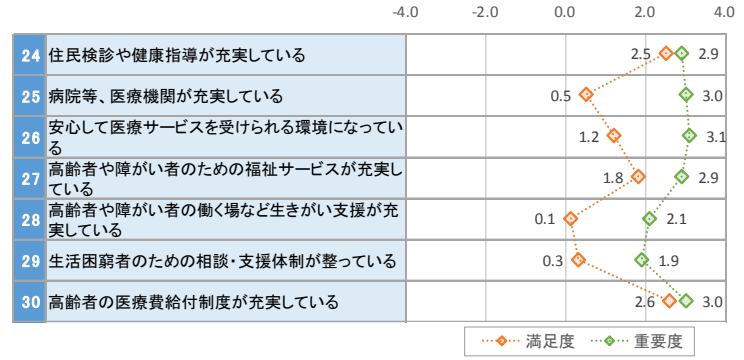 -4.0 -2.0 0.0 2.0 4.0
24 住民検診や健康指導が充実している 2.5 2.9
25 病院等、医療機関が充実している 0.5 3.0
26 安心して医療サービスを受けられる環境になってい
る 1.2 3.1
27 高齢者や障がい者のための福祉サービスが充実し
ている 1.8 2.9
28 高齢者や障がい者の働く場など生きがい支援が充
実している 0.1 2.1
29 生活困窮者のための相談・支援体制が整っている 0.3 1.9
30 高齢者の医療費給付制度が充実している 2.6 3.0
満足度 重要度